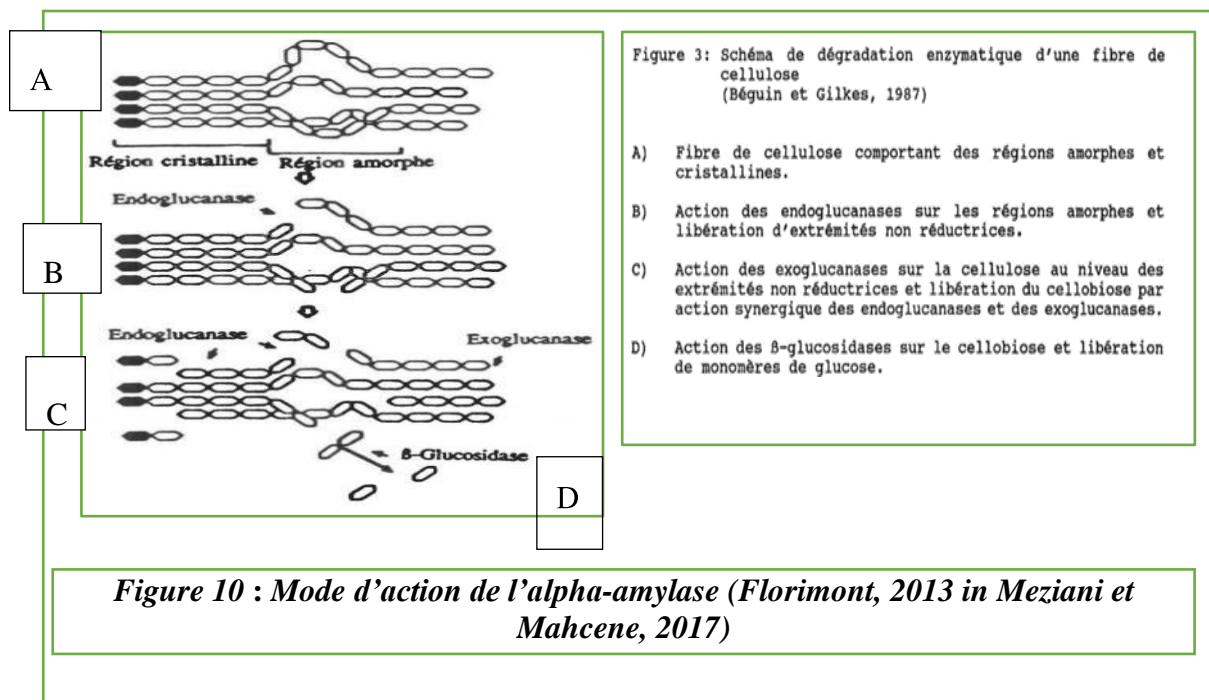 A
Région cristalline Région amorphe
Endoglucanase
B
Endoglucanase
Exoglucanase
C
β-Glucosidase
D
Figure 3: Schéma de dégradation enzymatique d'une fibre de
cellulose
(Béguin et Gilkes, 1987)
A) Fibre de cellulose comportant des régions amorphes et
cristallines.
B) Action des endoglucanases sur les régions amorphes et
libération d'extrémités non réductrices.
C) Action des exoglucanases sur la cellulose au niveau des
extrémités non réductrices et libération du cellobiose par
action synergique des endoglucanases et des exoglucanases.
D) Action des β-glucosidases sur le cellobiose et libération
de monomères de glucose.
Figure 10 : Mode d'action de l'alpha-amylase (Florimont, 2013 in Meziani et
Mahcene, 2017)